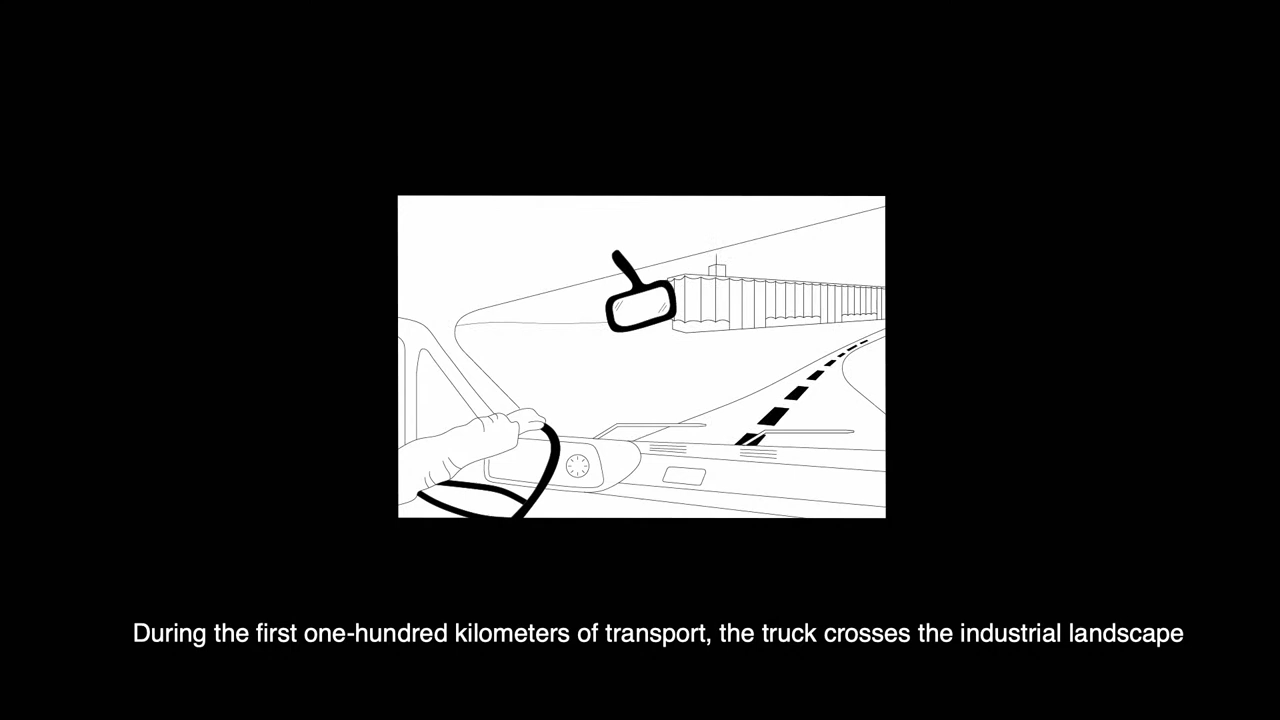 During the first one-hundred kilometers of transport, the truck crosses the industrial landscape